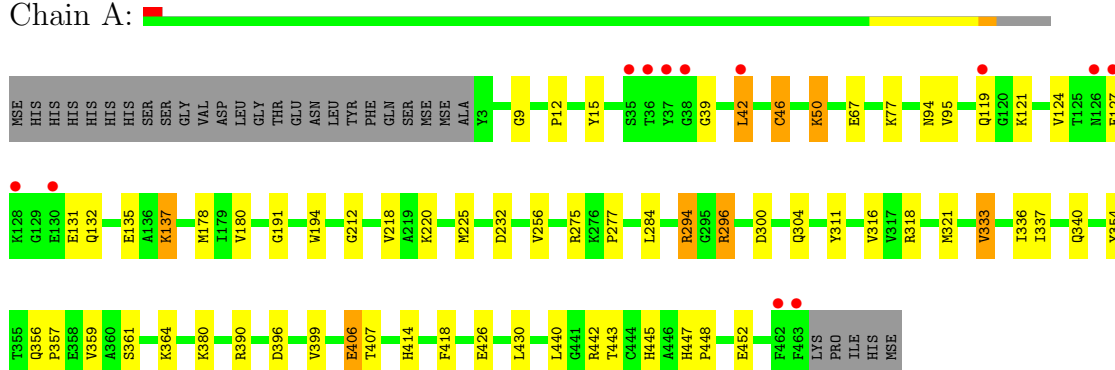 Chain A:
MSE HIS HIS HIS HIS HIS HIS SER SER GLY VAL ASP LEU GLY THR GLU ASN LEU TYR PHE GLN SER MSE MSE ALA Y3 G9 P12 Y15 S35 T36 Y37 G38 G39 L42 C46 K50 E67 K77 N94 V95 Q119 G120 K121 V124 T125 N126
K128 G129 E130 E131 Q132 E135 A136 K137 M178 I179 V180 G191 W194 G212 V218 A219 K220 M225 D232 V256 R275 K276 P277 L284 R294 G295 R296 D300 Q304 Y311 V316 V317 R318 M321 V333 I336 I337 Q340
T355 Q356 P357 E358 V359 A360 S361 K364 K380 R390 D396 V399 E406 T407 H414 F418 E426 L430 L440 G441 R442 T443 C444 H445 A446 H447 P448 E452 F462 F463 LYS PRO ILE HIS MSE